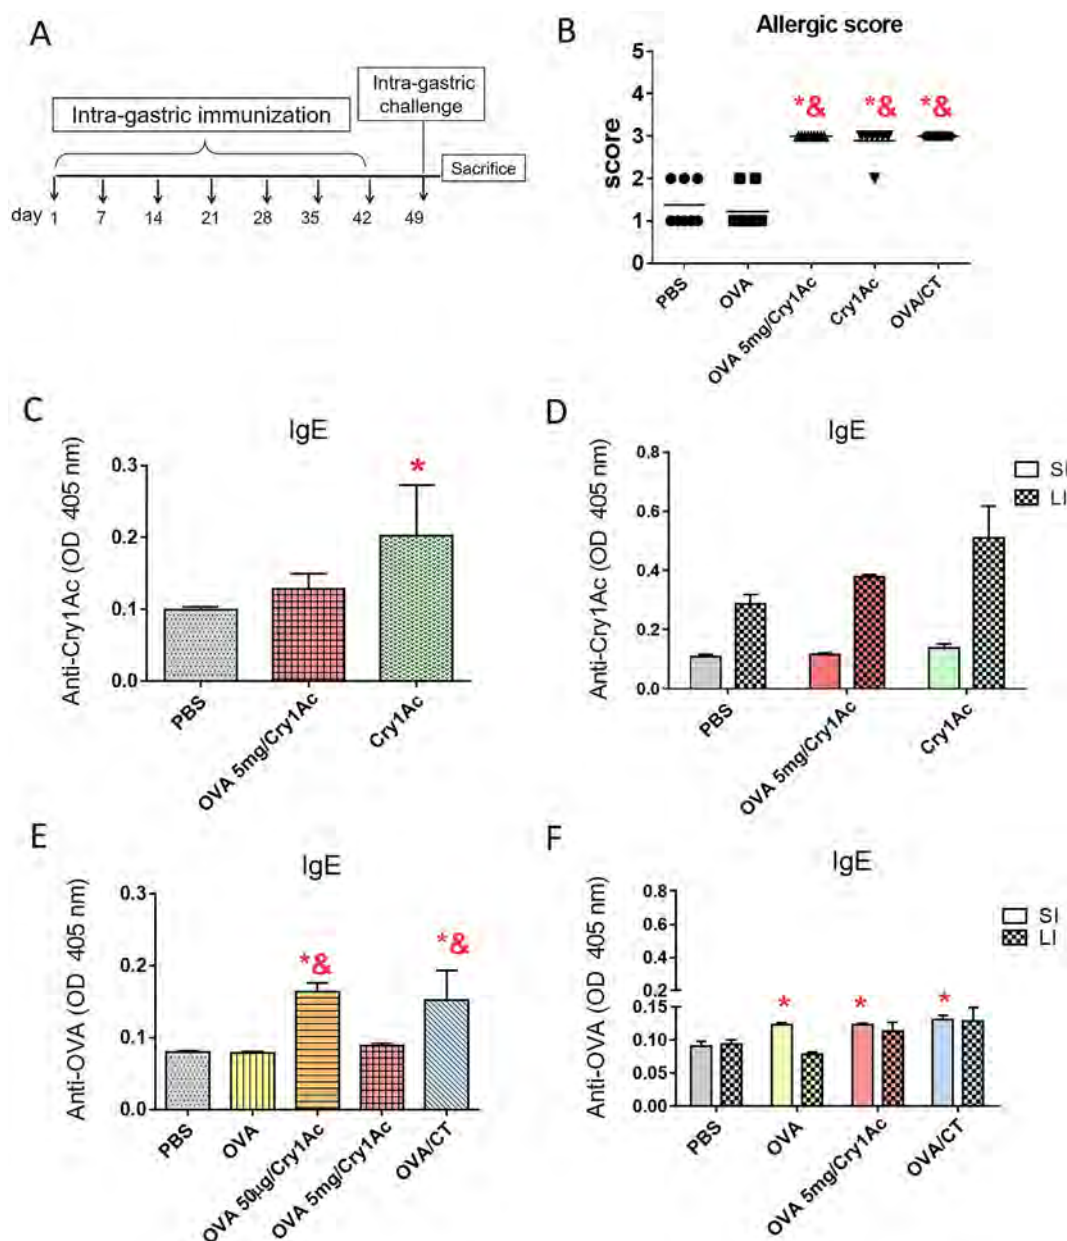 A
Intra-gastric immunization
Intra-gastric
challenge
Sacrifice
day 1 7 14 21 28 35 42 49
B
Allergic score
score
5
4
3
2
1
*& *& *&
PBS
OVA
OVA 5mg/Cry1Ac
Cry1Ac
OVA/CT
C
IgE
Anti-Cry1Ac (OD 405 nm)
0.3
0.2
0.1
0.0
*
PBS
OVA 5mg/Cry1Ac
Cry1Ac
D
IgE
Anti-Cry1Ac (OD 405 nm)
0.8
0.6
0.4
0.2
0.0
SI
LI
PBS
OVA 5mg/Cry1Ac
Cry1Ac
E
IgE
Anti-OVA (OD 405 nm)
0.3
0.2
0.1
0.0
*& *&
PBS
OVA
OVA 50µg/Cry1Ac
OVA 5mg/Cry1Ac
OVA/CT
F
IgE
Anti-OVA (OD 405 nm)
0.8
0.6
0.4
0.2
0.15
0.10
0.05
0.00
* * *
SI
LI
PBS
OVA
OVA 5mg/Cry1Ac
OVA/CT